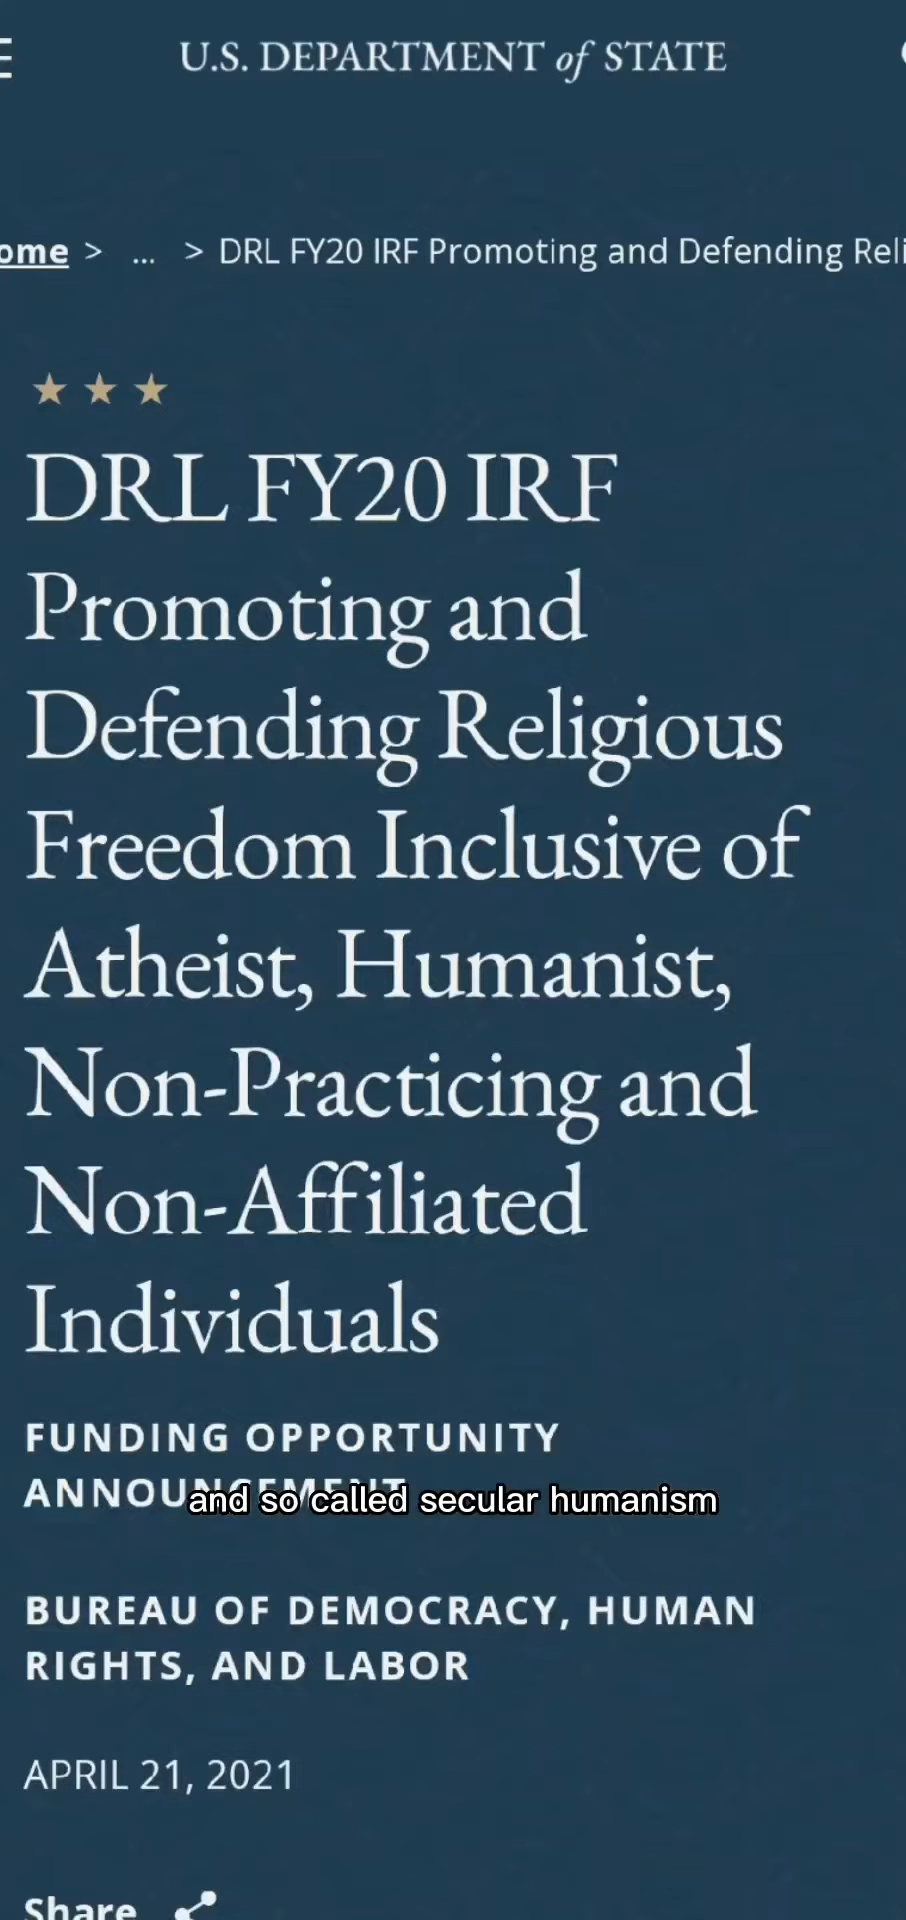 U.S. DEPARTMENT of STATE
ome > ... > DRL FY20 IRF Promoting and Defending Reli
DRL FY20 IRF
Promoting and
Defending Religious
Freedom Inclusive of
Atheist, Humanist,
Non-Practicing and
Non-Affiliated
Individuals
FUNDING OPPORTUNITY
ANNOUNCEMENT
and so called secular humanism
BUREAU OF DEMOCRACY, HUMAN
RIGHTS, AND LABOR
APRIL 21, 2021
Share